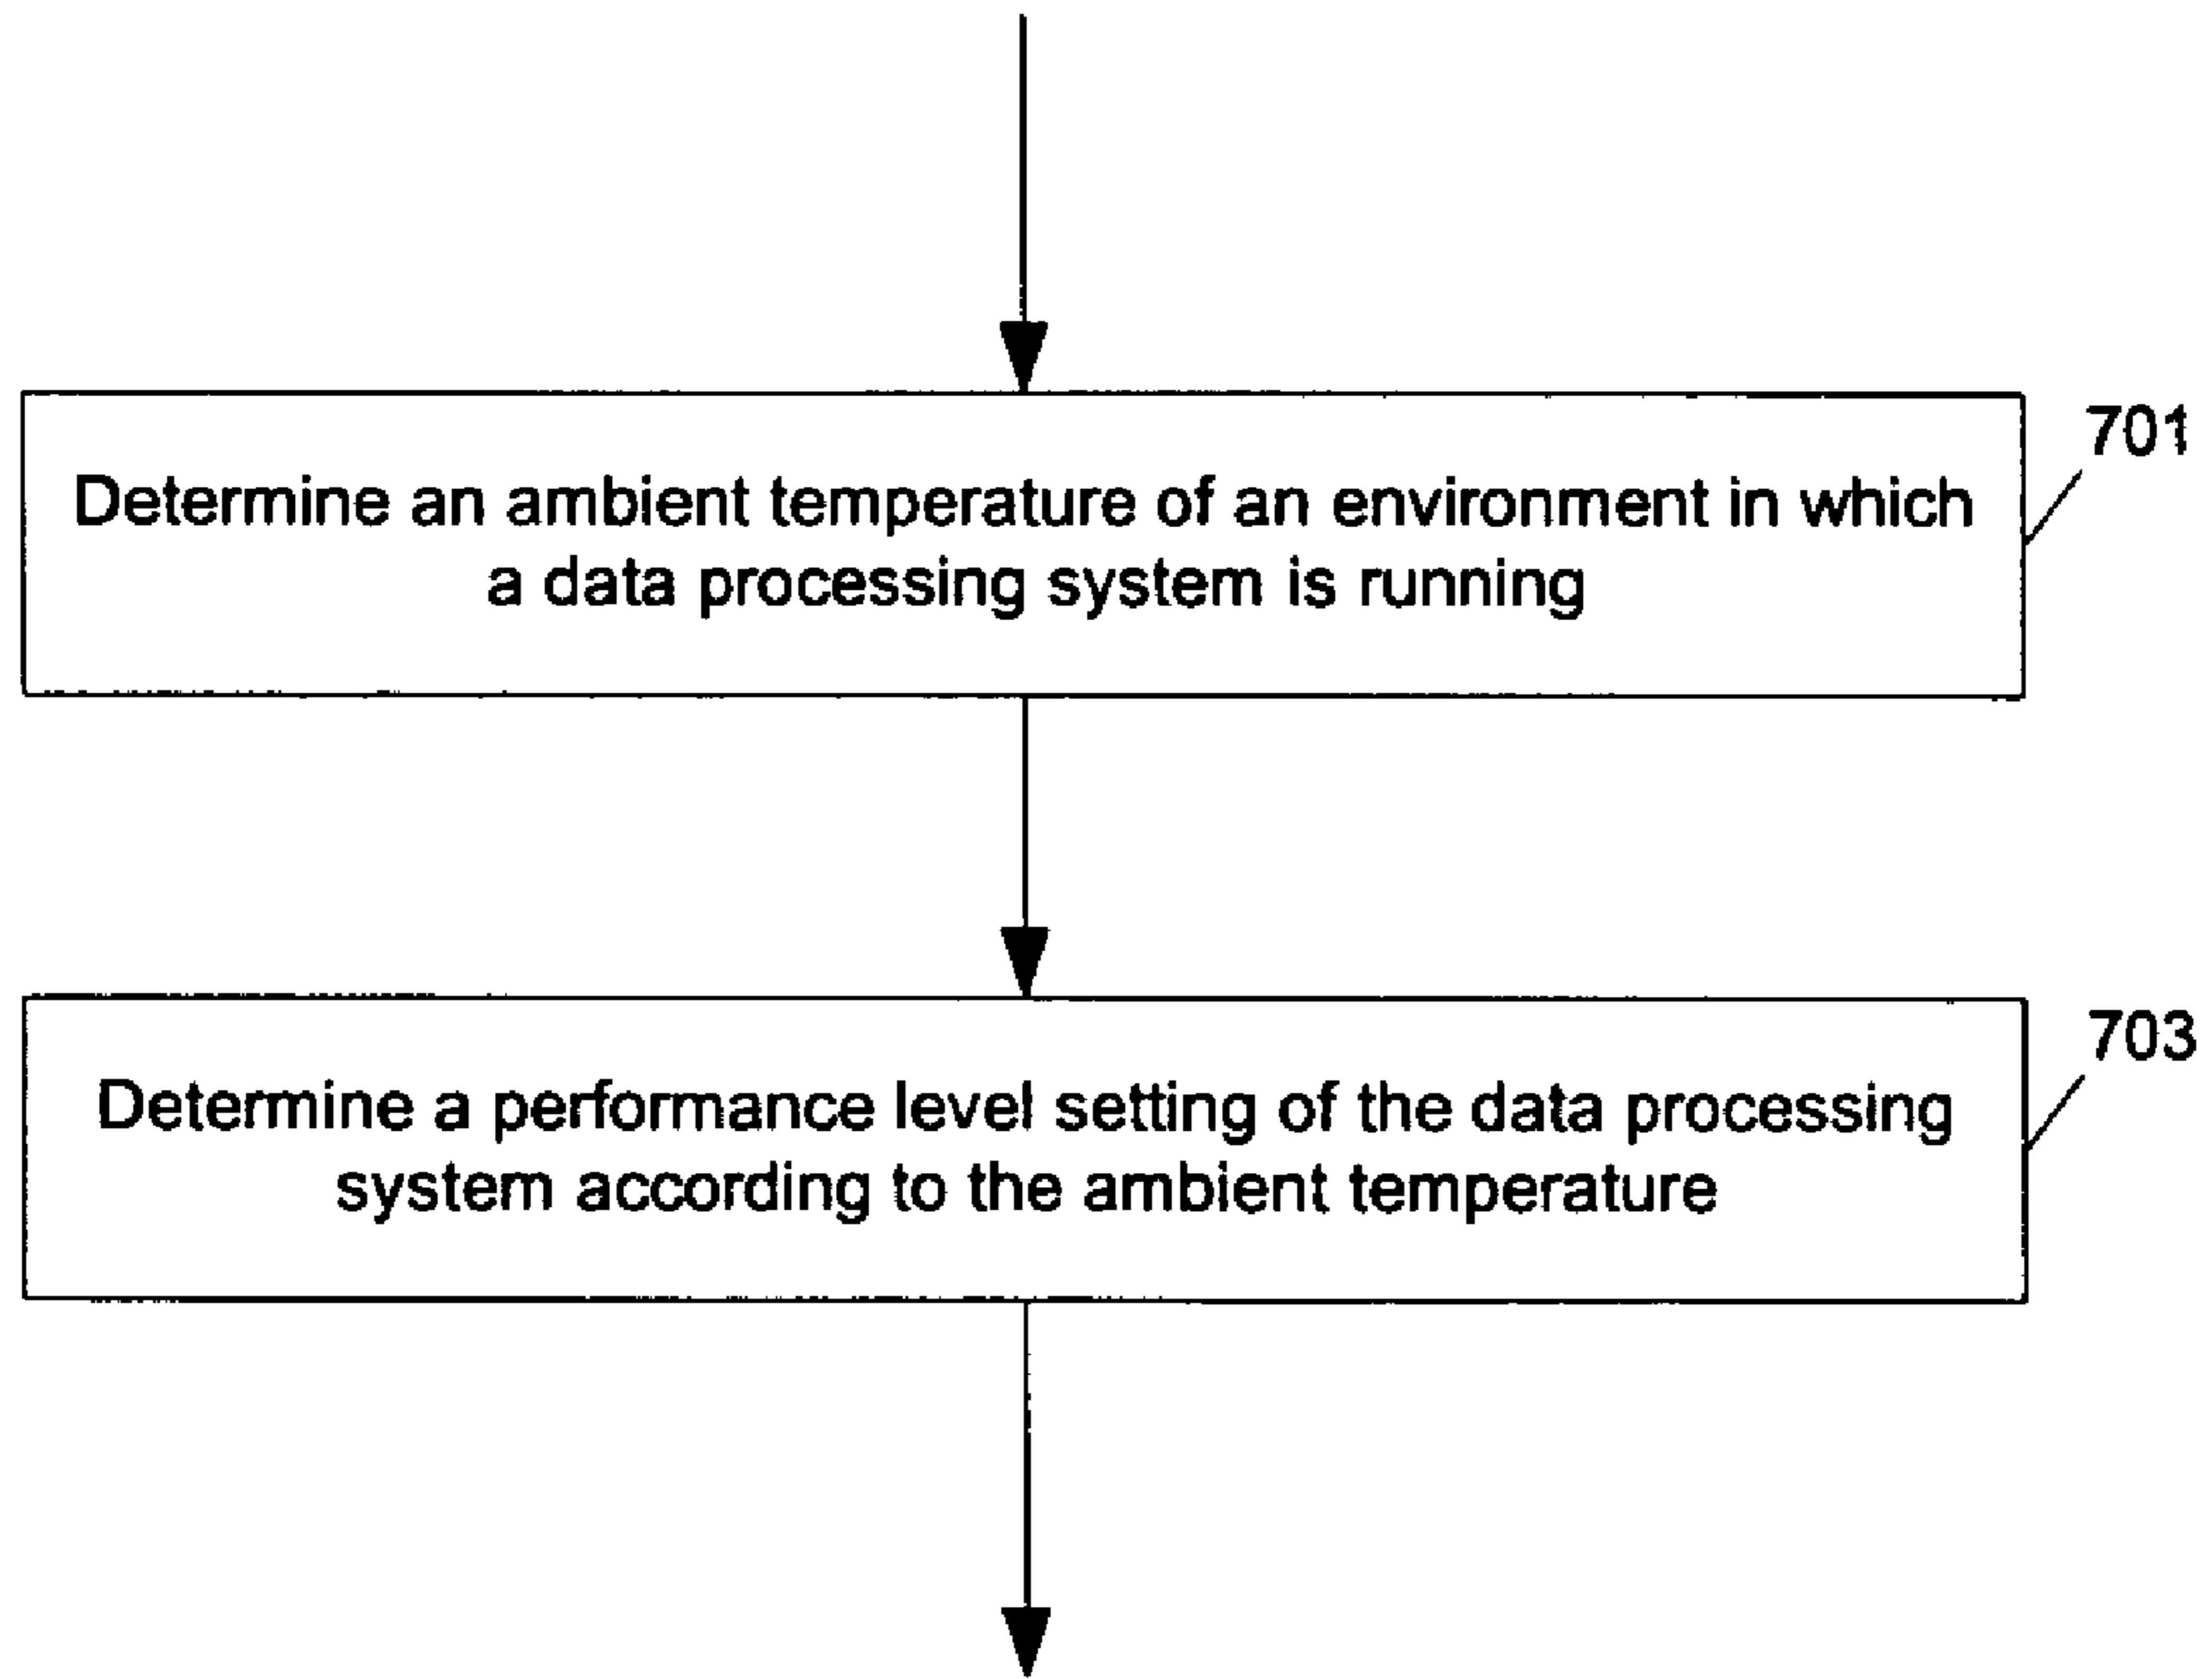 701
Determine an ambient temperature of an environment in which
a data processing system is running
703
Determine a performance level setting of the data processing
system according to the ambient temperature